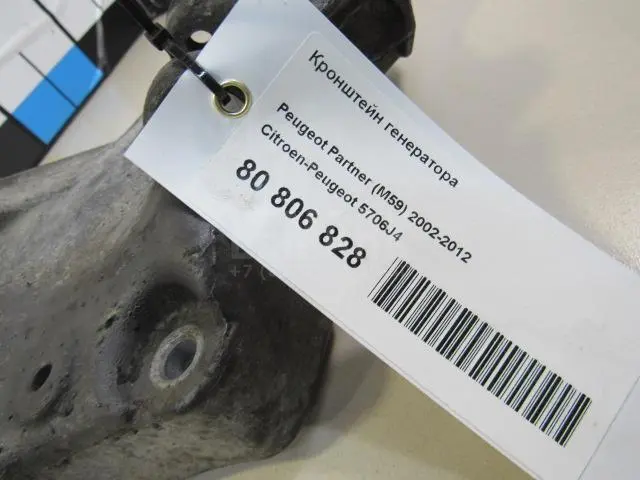 Кронштейн генератора
Peugeot Partner (M59) 2002-2012
Citroen-Peugeot 5706J4
80 806 828